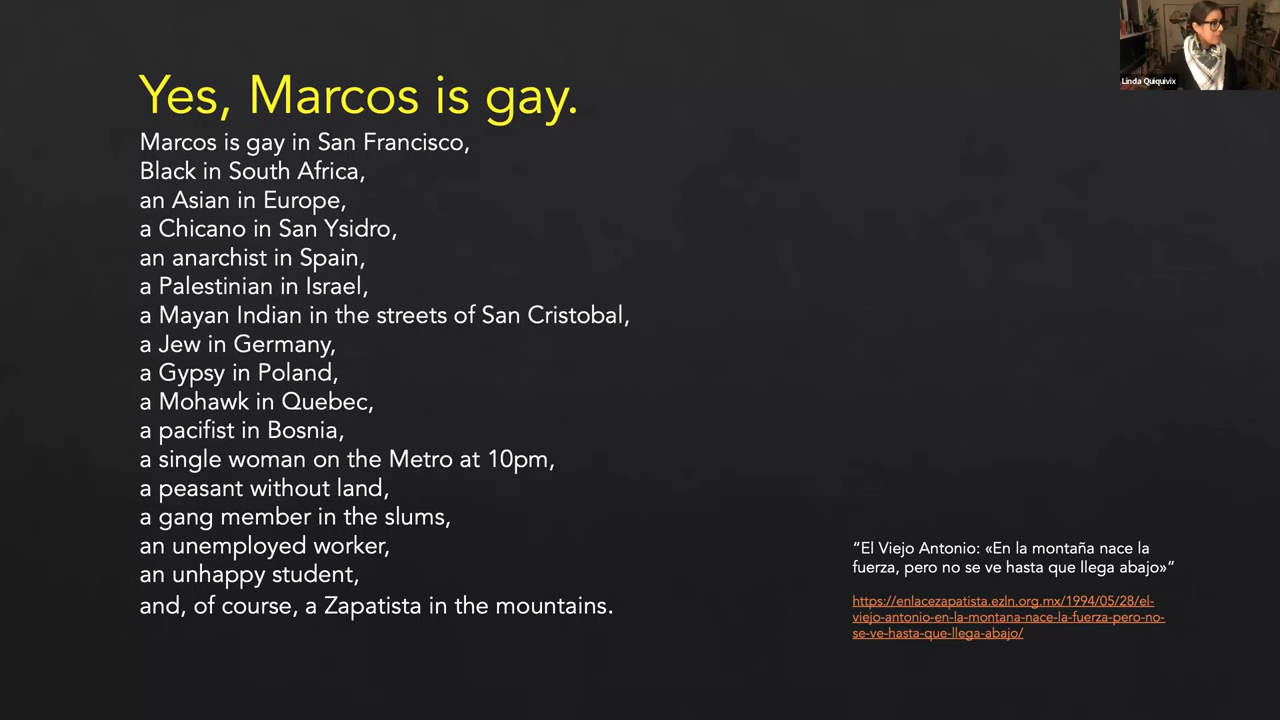 Yes, Marcos is gay.
Marcos is gay in San Francisco,
Black in South Africa,
an Asian in Europe,
a Chicano in San Ysidro,
an anarchist in Spain,
a Palestinian in Israel,
a Mayan Indian in the streets of San Cristobal,
a Jew in Germany,
a Gypsy in Poland,
a Mohawk in Quebec,
a pacifist in Bosnia,
a single woman on the Metro at 10pm,
a peasant without land,
a gang member in the slums,
an unemployed worker,
an unhappy student,
and, of course, a Zapatista in the mountains.
“El Viejo Antonio: «En la montaña nace la
fuerza, pero no se ve hasta que llega abajo»”
https://enlacezapatista.ezln.org.mx/1994/05/28/el-
viejo-antonio-en-la-montana-nace-la-fuerza-pero-no-
se-ve-hasta-que-llega-abajo/
Linda Quiquivix